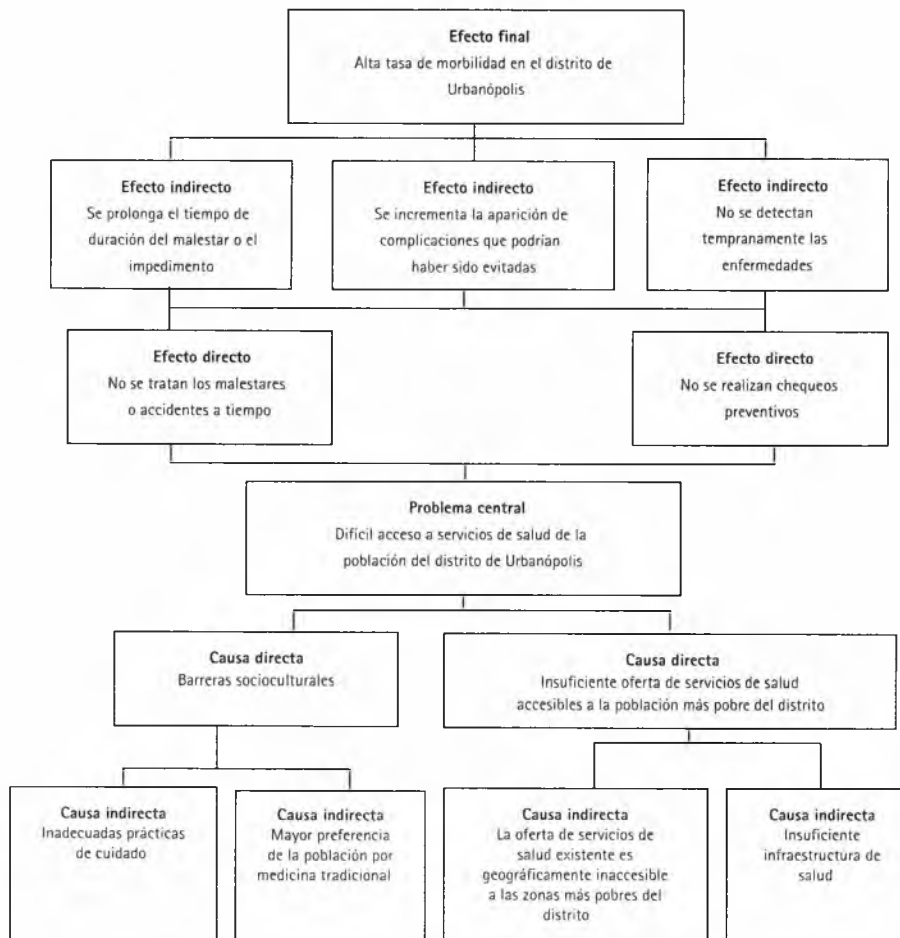 Efecto final
Alta tasa de morbilidad en el distrito de
Urbanópolis
Efecto indirecto
Se prolonga el tiempo de
duración del malestar o el
impedimento
Efecto indirecto
Se incrementa la aparición de
complicaciones que podrían
haber sido evitadas
Efecto indirecto
No se detectan
tempranamente las
enfermedades
Efecto directo
No se tratan los malestares
o accidentes a tiempo
Efecto directo
No se realizan chequeos
preventivos
Problema central
Difícil acceso a servicios de salud de la
población del distrito de Urbanópolis
Causa directa
Barreras socioculturales
Causa directa
Insuficiente oferta de servicios de salud
accesibles a la población más pobre del distrito
Causa indirecta
Inadecuadas prácticas
de cuidado
Causa indirecta
Mayor preferencia
de la población por
medicina tradicional
Causa indirecta
La oferta de servicios de
salud existente es
geográficamente inaccesible
a las zonas más pobres del
distrito
Causa indirecta
Insuficiente
infraestructura de
salud